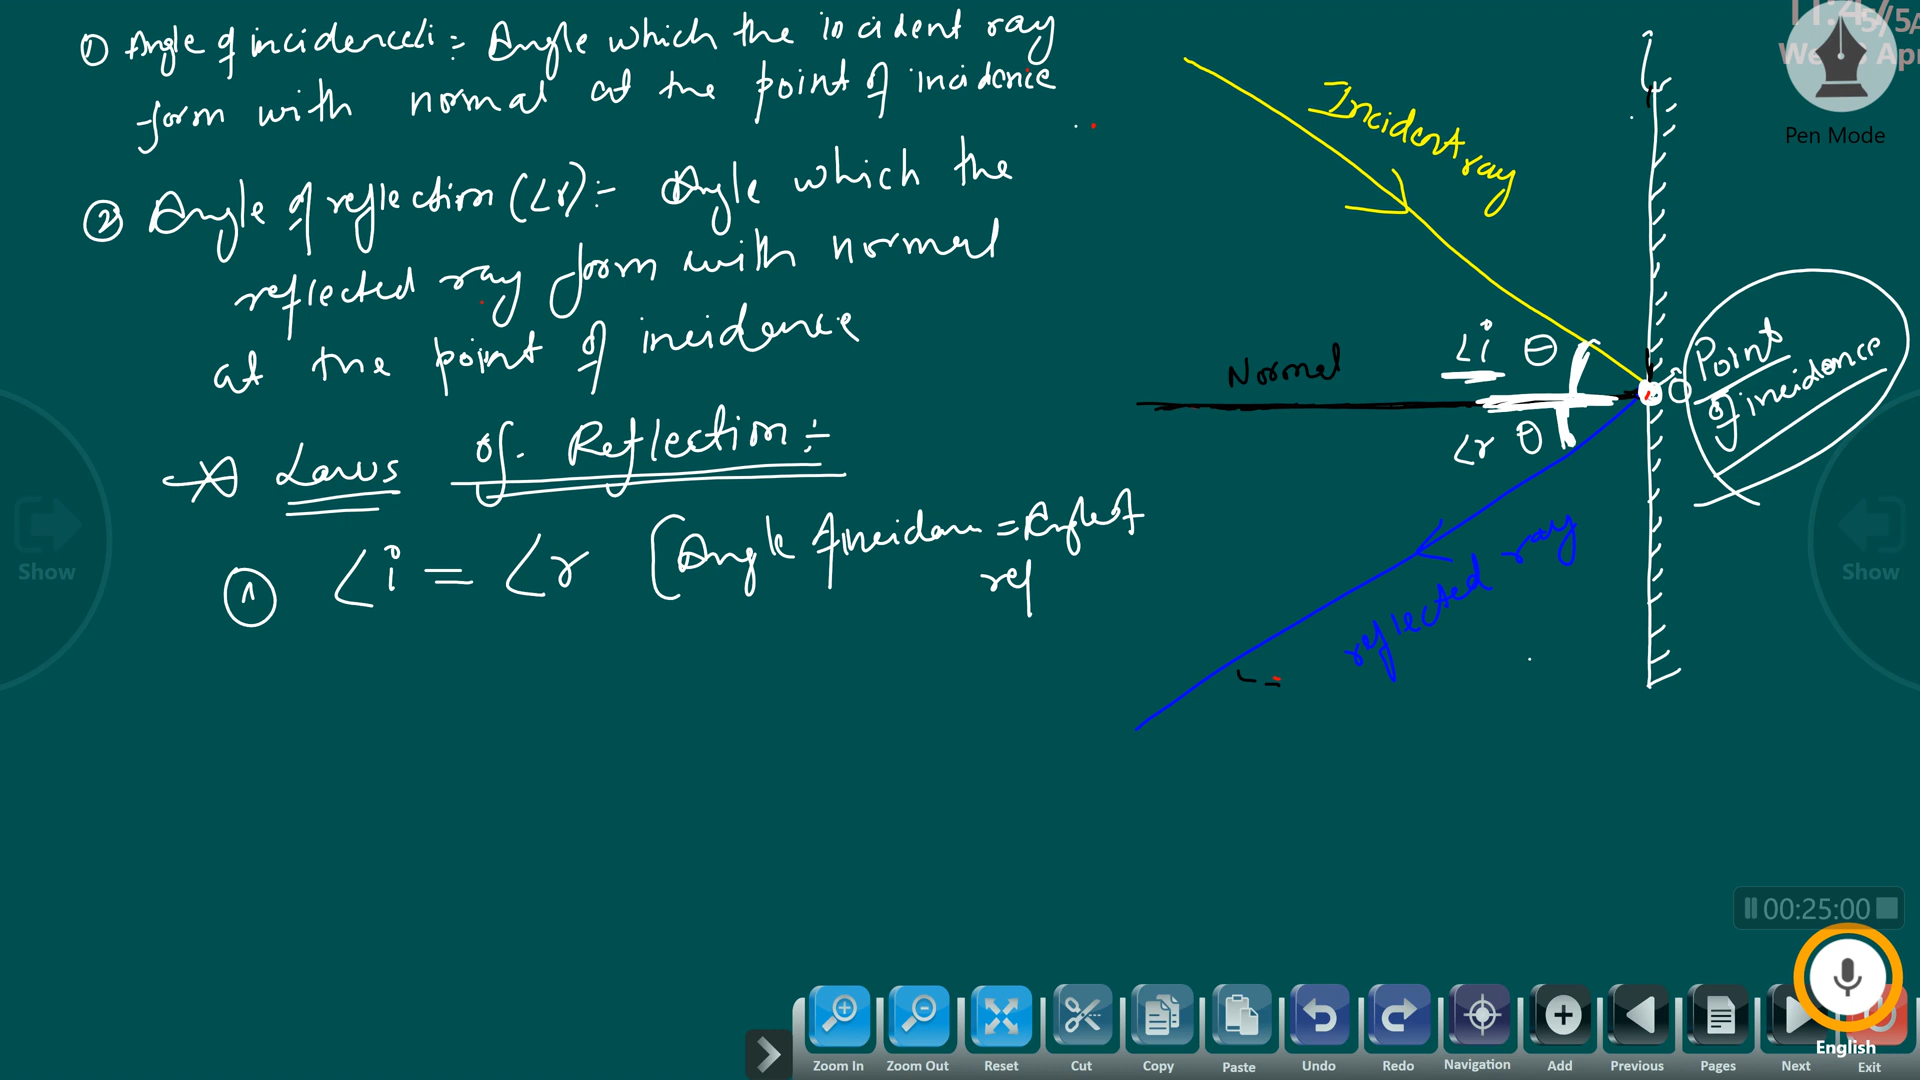 ① Angle of incidence ∠i := Angle which the incident ray
form with normal at the point of incidence
② Angle of reflection (∠r) :- Angle which the
reflected ray form with normal
at the point of incidence
Laws of Reflection :-
① ∠i = ∠r [Angle of incidence = Angle of
ref
Incident ray
Normal
∠i θ
∠r θ
O
Point
of incidence
reflected ray
Pen Mode
Show
Show
00:25:00
English
Zoom In
Zoom Out
Reset
Cut
Copy
Paste
Undo
Redo
Navigation
Add
Previous
Pages
Next
Exit